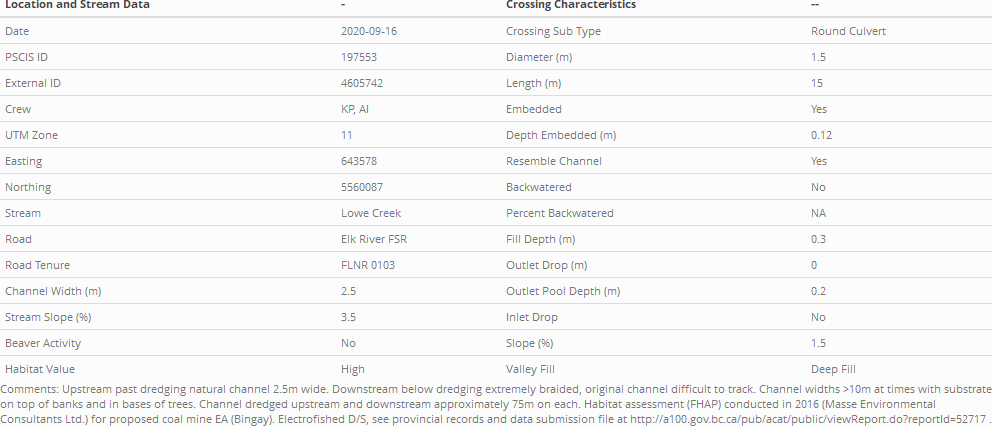 Location and Stream Data - Crossing Characteristics --
Date 2020-09-16 Crossing Sub Type Round Culvert
PSCIS ID 197553 Diameter (m) 1.5
External ID 4605742 Length (m) 15
Crew KP, AI Embedded Yes
UTM Zone 11 Depth Embedded (m) 0.12
Easting 643578 Resemble Channel Yes
Northing 5560087 Backwatered No
Stream Lowe Creek Percent Backwatered NA
Road Elk River FSR Fill Depth (m) 0.3
Road Tenure FLNR 0103 Outlet Drop (m) 0
Channel Width (m) 2.5 Outlet Pool Depth (m) 0.2
Stream Slope (%) 3.5 Inlet Drop No
Beaver Activity No Slope (%) 1.5
Habitat Value High Valley Fill Deep Fill
Comments: Upstream past dredging natural channel 2.5m wide. Downstream below dredging extremely braided, original channel difficult to track. Channel widths >10m at times with substrate
on top of banks and in bases of trees. Channel dredged upstream and downstream approximately 75m on each. Habitat assessment (FHAP) conducted in 2016 (Masse Environmental
Consultants Ltd.) for proposed coal mine EA (Bingay). Electrofished D/S, see provincial records and data submission file at http://a100.gov.bc.ca/pub/acat/public/viewReport.do?reportId=52717 .